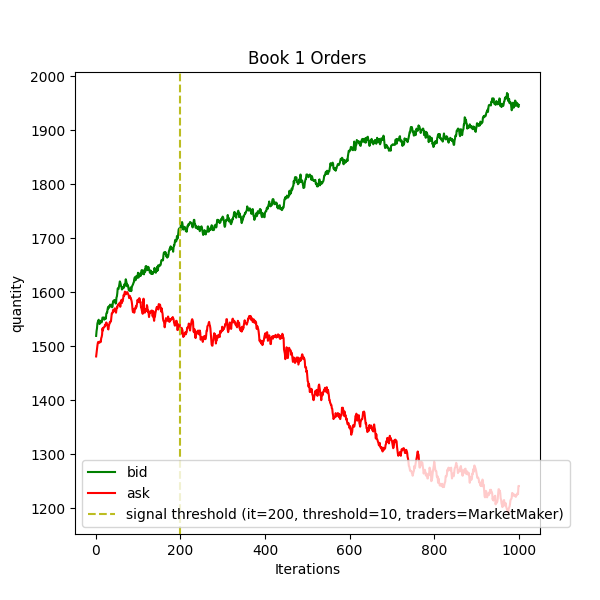 Book 1 Orders
2000
1900
1800
1700
1600
1500
1400
1300
1200
quantity
bid
ask
signal threshold (it=200, threshold=10, traders=MarketMaker)
0 200 400 600 800 1000
Iterations